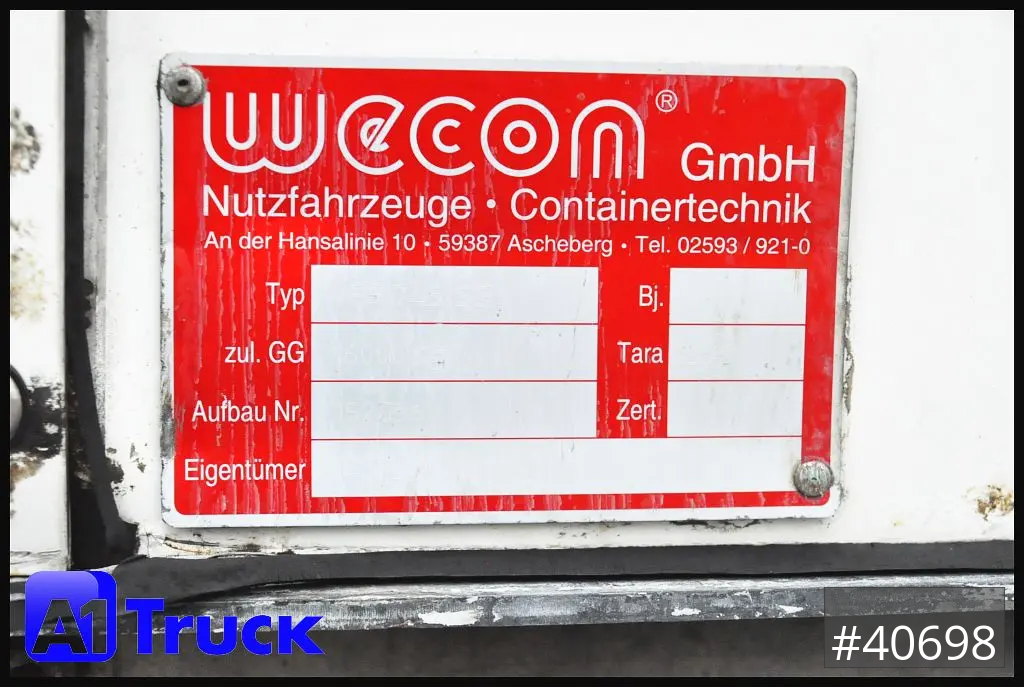 wecon® GmbH
Nutzfahrzeuge • Containertechnik
An der Hansalinie 10 • 59387 Ascheberg • Tel. 02593 / 921-0
Typ Bj.
zul. GG Tara
Aufbau Nr. Zert.
Eigentümer
A1 Truck
#40698